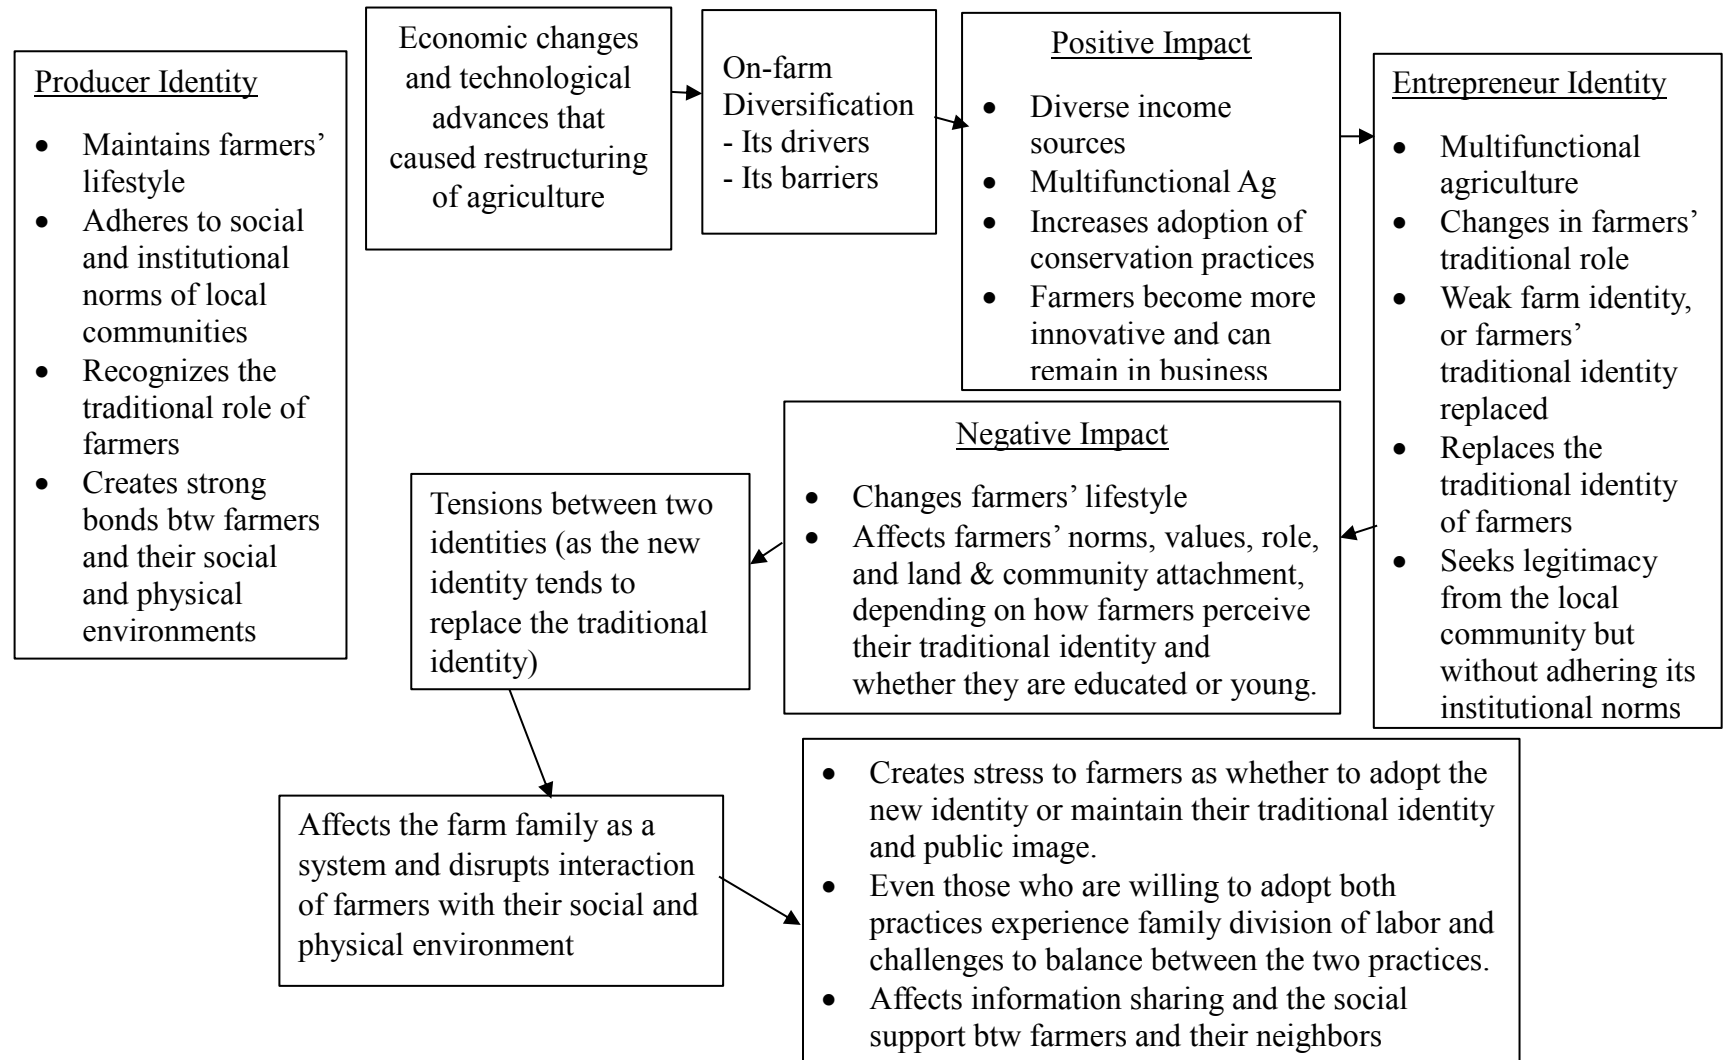 Producer Identity
• Maintains farmers’
lifestyle
• Adheres to social
and institutional
norms of local
communities
• Recognizes the
traditional role of
farmers
• Creates strong
bonds btw farmers
and their social
and physical
environments
Economic changes
and technological
advances that
caused restructuring
of agriculture
On-farm
Diversification
- Its drivers
- Its barriers
Positive Impact
• Diverse income
sources
• Multifunctional Ag
• Increases adoption of
conservation practices
• Farmers become more
innovative and can
remain in business
Entrepreneur Identity
• Multifunctional
agriculture
• Changes in farmers’
traditional role
• Weak farm identity,
or farmers’
traditional identity
replaced
• Replaces the
traditional identity
of farmers
• Seeks legitimacy
from the local
community but
without adhering its
institutional norms
Negative Impact
• Changes farmers’ lifestyle
• Affects farmers’ norms, values, role,
and land & community attachment,
depending on how farmers perceive
their traditional identity and
whether they are educated or young.
Tensions between two
identities (as the new
identity tends to
replace the traditional
identity)
Affects the farm family as a
system and disrupts interaction
of farmers with their social and
physical environment
• Creates stress to farmers as whether to adopt the
new identity or maintain their traditional identity
and public image.
• Even those who are willing to adopt both
practices experience family division of labor and
challenges to balance between the two practices.
• Affects information sharing and the social
support btw farmers and their neighbors